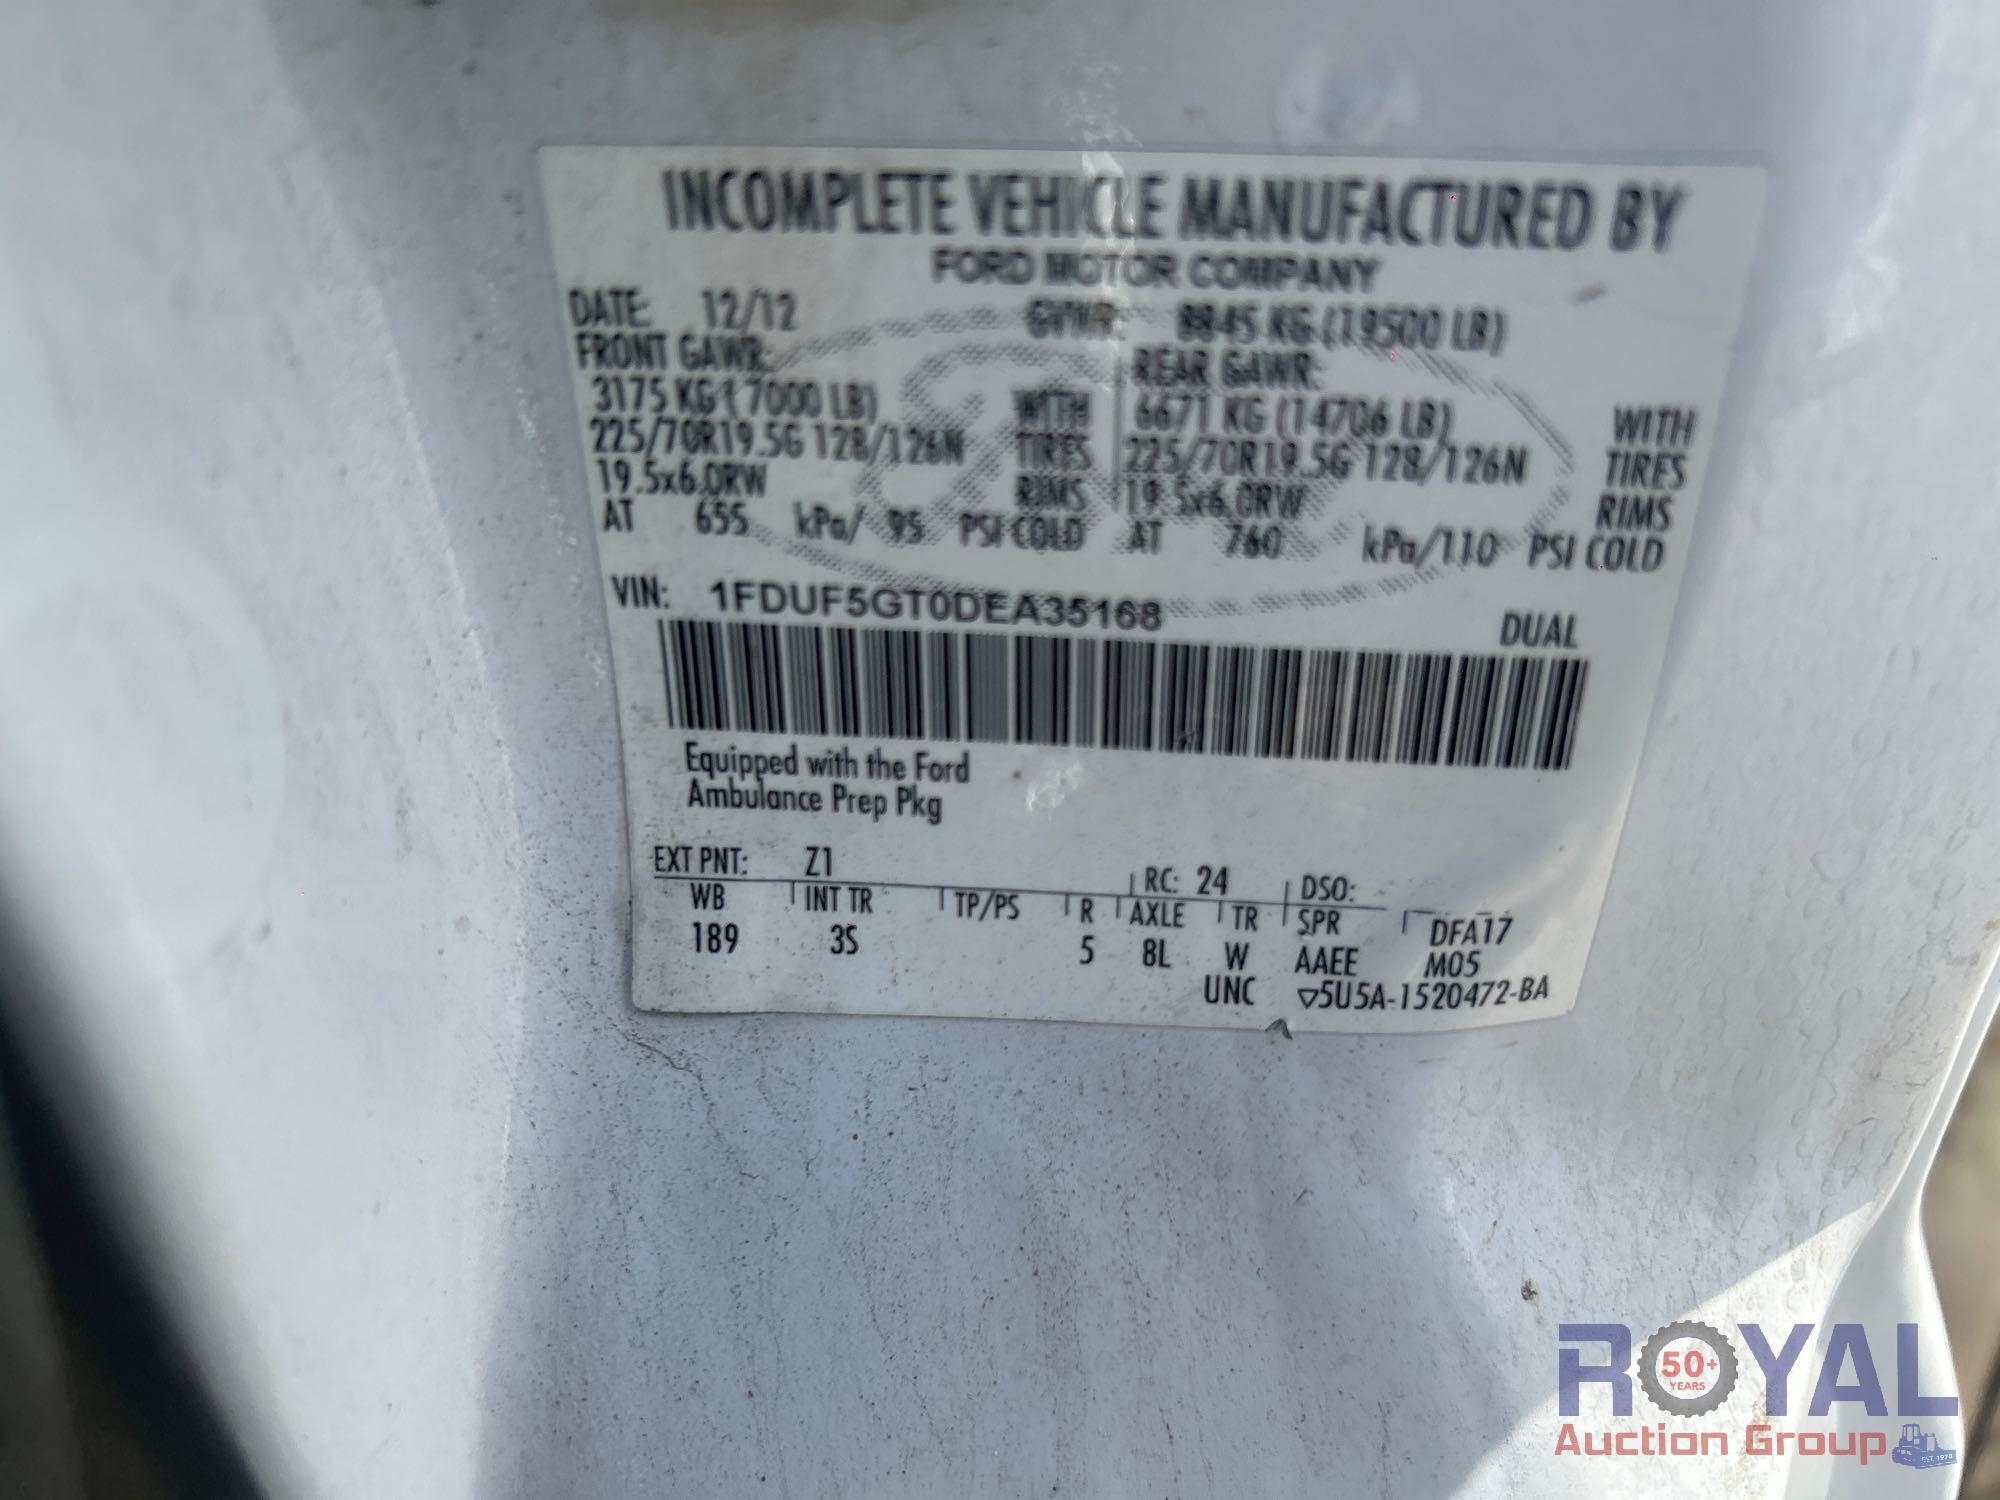 INCOMPLETE VEHICLE MANUFACTURED BY
FORD MOTOR COMPANY
DATE: 12/12 GVWR: 8845 KG (19500 LB)
FRONT GAWR: REAR GAWR:
3175 KG ( 7000 LB) WITH 6671 KG (14706 LB) WITH
225/70R19.5G 128/126N TIRES 225/70R19.5G 128/126N TIRES
19.5x6.0RW RIMS 19.5x6.0RW RIMS
AT 655 kPa/ 95 PSI COLD AT 760 kPa/110 PSI COLD
VIN: 1FDUF5GT0DEA35168
DUAL
Equipped with the Ford
Ambulance Prep Pkg
EXT PNT: Z1 RC: 24 DSO:
WB INT TR TP/PS R AXLE TR SPR DFA17
189 3S 5 8L W AAEE M05
UNC ▽5U5A-1520472-BA
ROYAL
50+
YEARS
Auction Group
EST. 1970